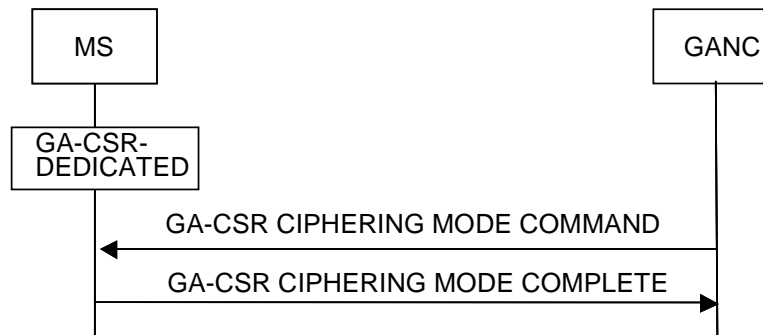 MS
GANC
GA-CSR-
DEDICATED
GA-CSR CIPHERING MODE COMMAND
GA-CSR CIPHERING MODE COMPLETE